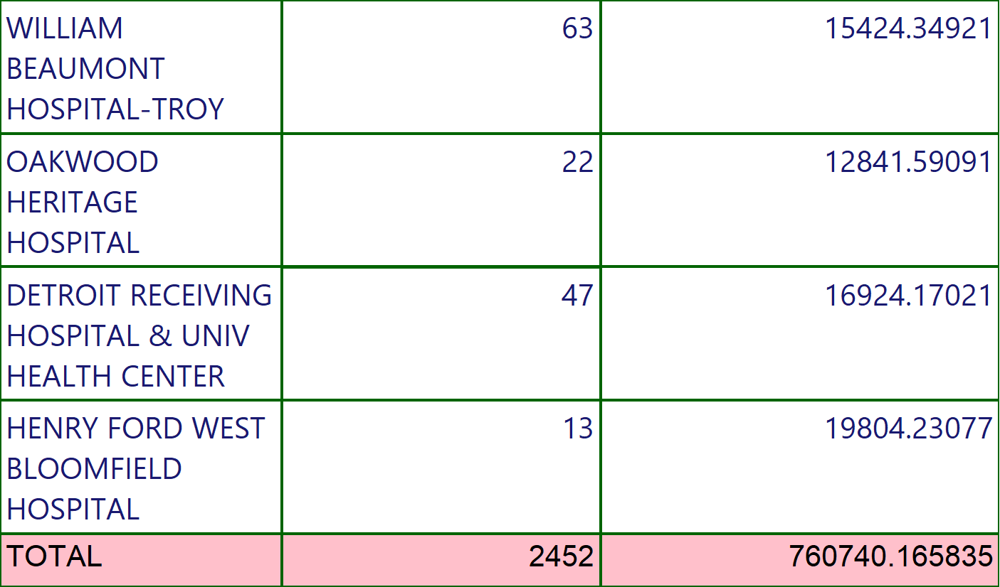 WILLIAM 63 15424.34921
BEAUMONT
HOSPITAL-TROY
OAKWOOD 22 12841.59091
HERITAGE
HOSPITAL
DETROIT RECEIVING 47 16924.17021
HOSPITAL & UNIV
HEALTH CENTER
HENRY FORD WEST 13 19804.23077
BLOOMFIELD
HOSPITAL
TOTAL 2452 760740.165835